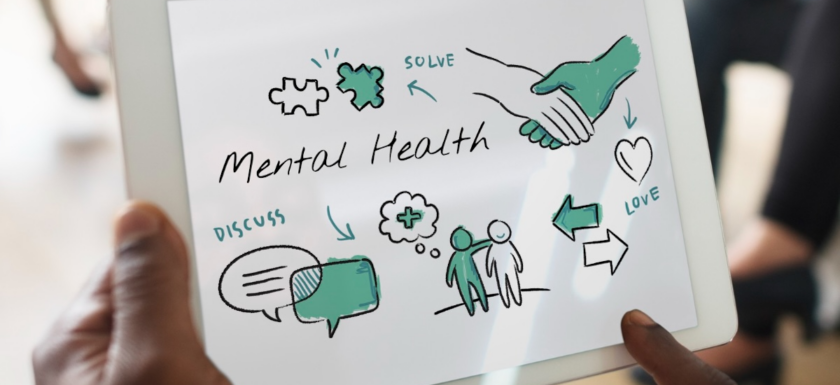 SOLVE
Mental Health
LOVE
DISCUSS